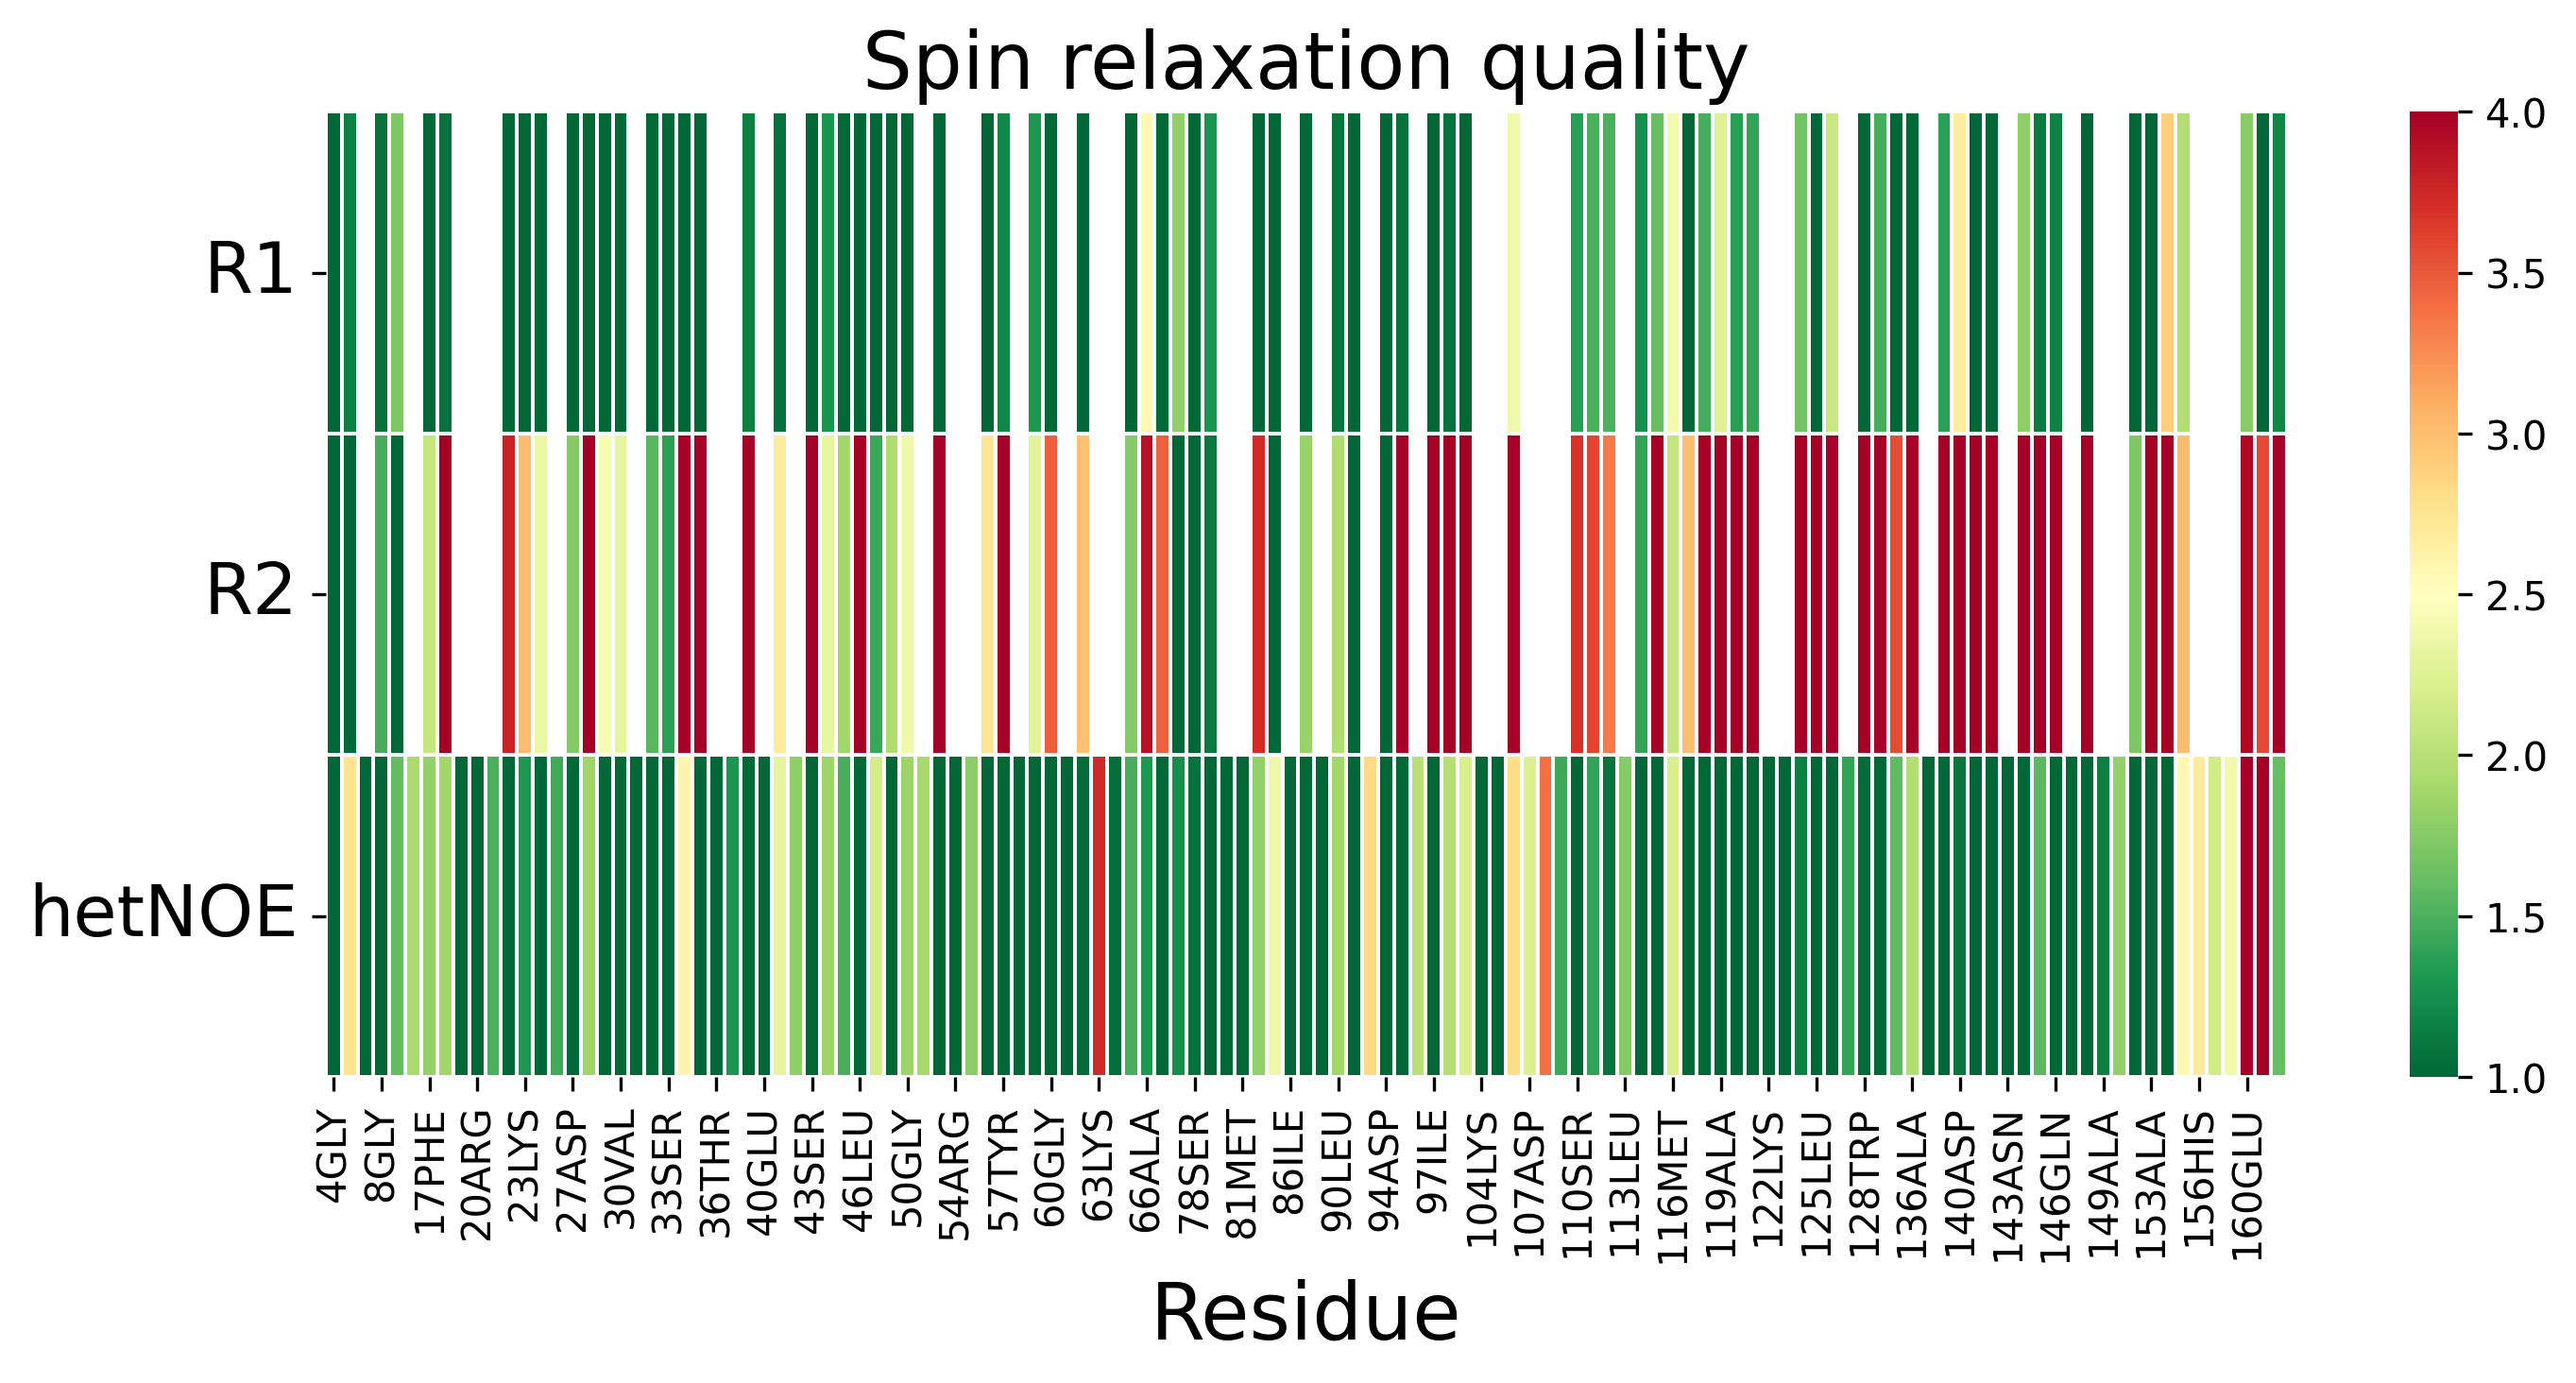 Spin relaxation quality
R1
R2
hetNOE
4GLY
8GLY
17PHE
20ARG
23LYS
27ASP
30VAL
33SER
36THR
40GLU
43SER
46LEU
50GLY
54ARG
57TYR
60GLY
63LYS
66ALA
78SER
81MET
86ILE
90LEU
94ASP
97ILE
104LYS
107ASP
110SER
113LEU
116MET
119ALA
122LYS
125LEU
128TRP
136ALA
140ASP
143ASN
146GLN
149ALA
153ALA
156HIS
160GLU
Residue
4.0
3.5
3.0
2.5
2.0
1.5
1.0